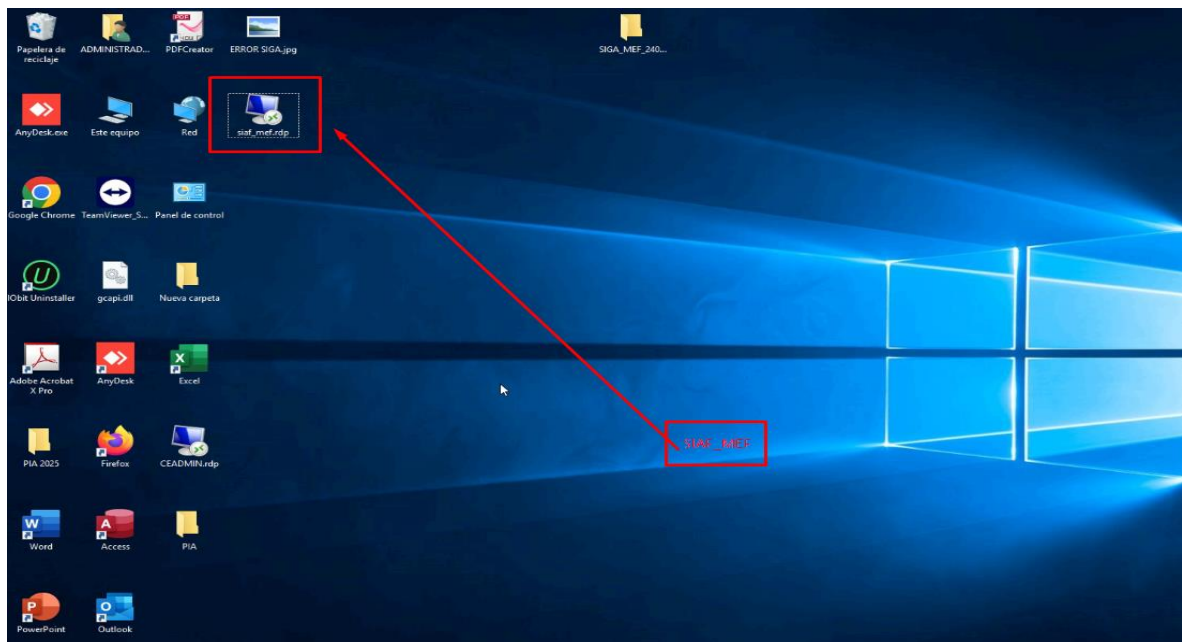 Papelera de
reciclaje
ADMINISTRAD...
PDFCreator
ERROR SIGA.jpg
SIGA_MEF_240...
AnyDesk.exe
Este equipo
Red
siaf_mef.rdp
Google Chrome
TeamViewer_S...
Panel de control
IObit Uninstaller
gcapi.dll
Nueva carpeta
Adobe Acrobat
X Pro
AnyDesk
Excel
SIAF_MEF
PIA 2025
Firefox
CEADMIN.rdp
Word
Access
PIA
PowerPoint
Outlook